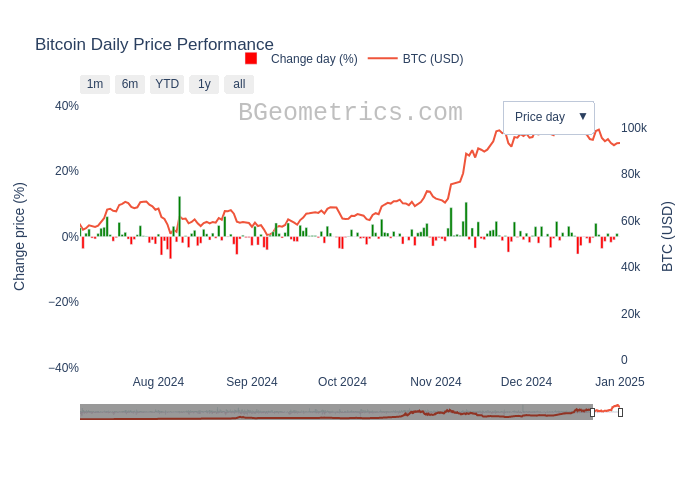 Bitcoin Daily Price Performance
Change day (%)
BTC (USD)
1m
6m
YTD
1y
all
BGeometrics.com
Price day ▼
40%
20%
0%
−20%
−40%
Change price (%)
100k
80k
60k
40k
20k
0
BTC (USD)
Aug 2024
Sep 2024
Oct 2024
Nov 2024
Dec 2024
Jan 2025